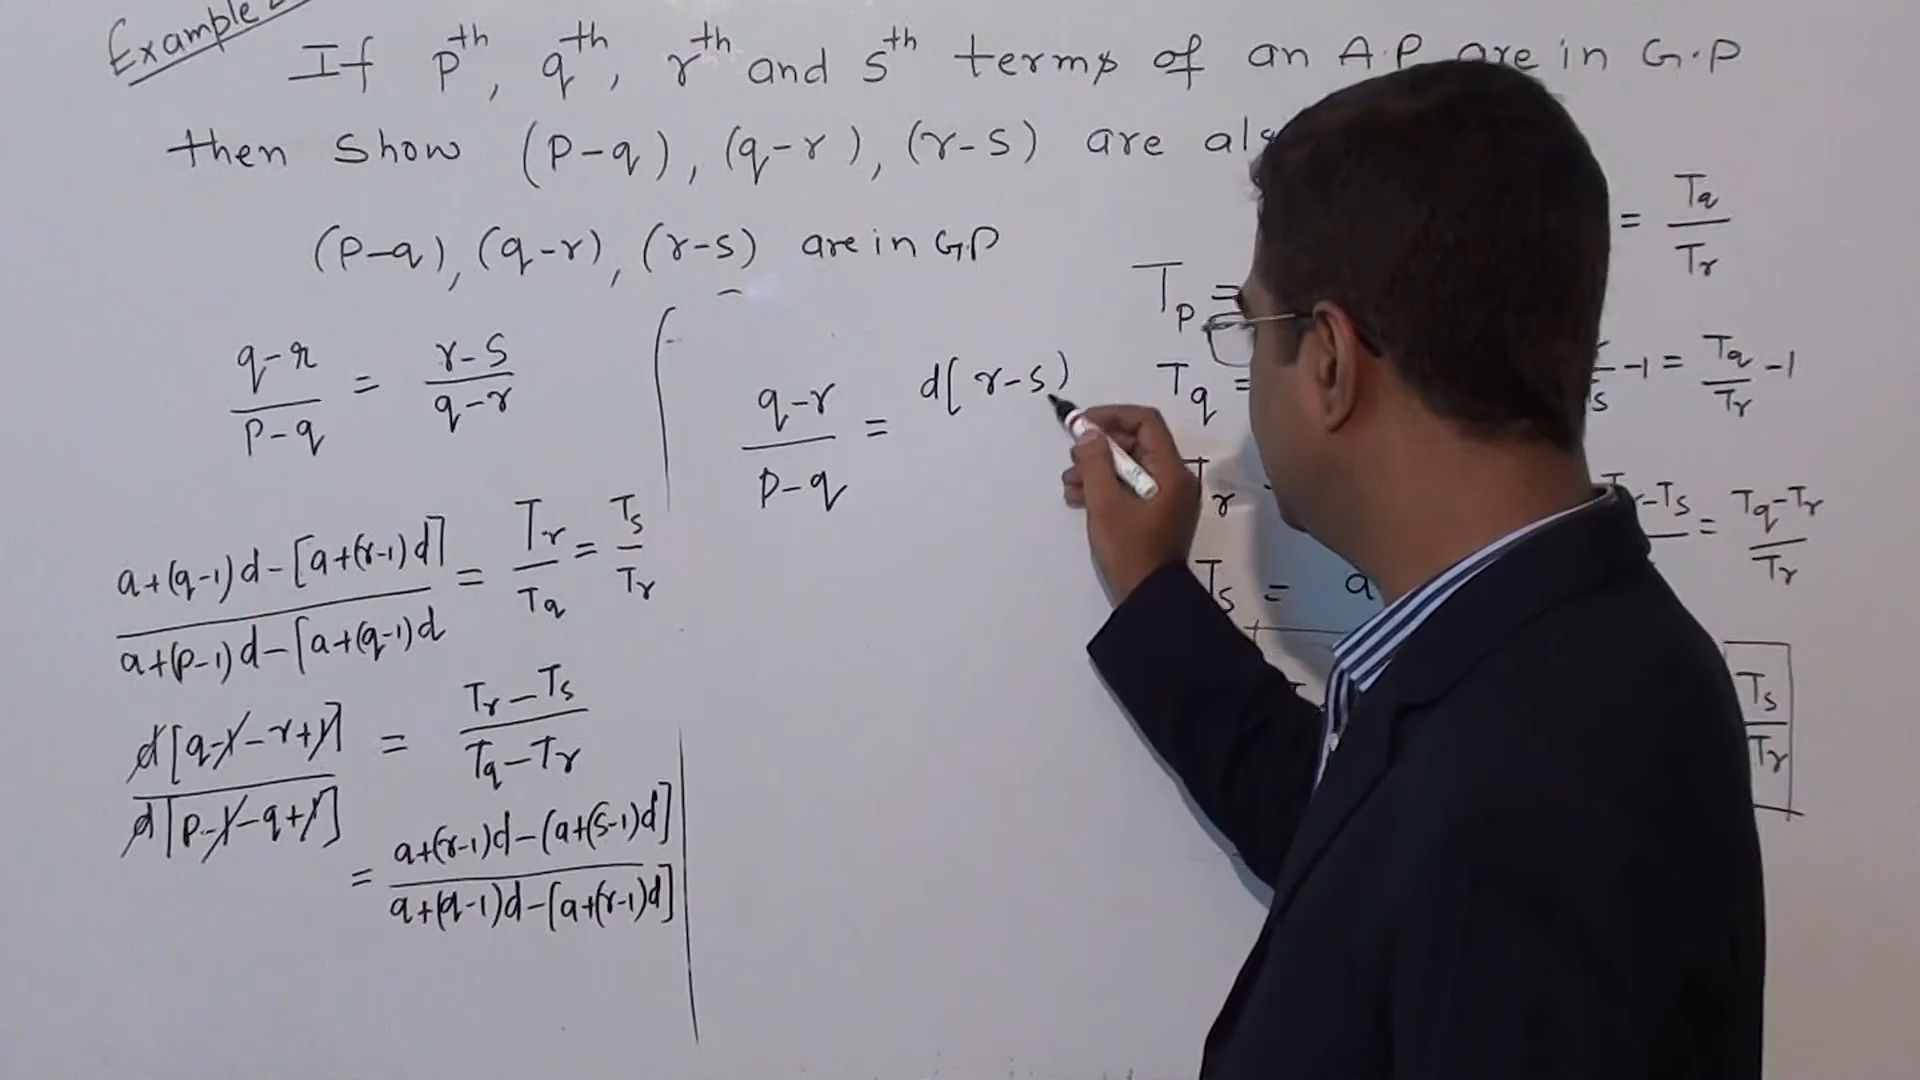 Example
If pᵗʰ, qᵗʰ, rᵗʰ and sᵗʰ terms of an A.P are in G.P
then show (p-q), (q-r), (r-s) are
(p-q), (q-r), (r-s) are in G.P
(q-r)/(p-q) = (r-s)/(q-r)
(a+(q-1)d-[a+(r-1)d])/(a+(p-1)d-[a+(q-1)d) = Tr/Tq = Ts/Tr
d[q-1-r+1]/d[p-1-q+1] = (Tr-Ts)/(Tq-Tr)
= (a+(r-1)d-(a+(s-1)d])/(a+(q-1)d-[a+(r-1)d])
(q-r)/(p-q) = d[r-s)
Tp =
Tq =
Tr
Ts = a
= Tq/Tr
-1 = Tq/Tr -1
-Ts = (Tq-Tr)/Tr
Ts/Tr